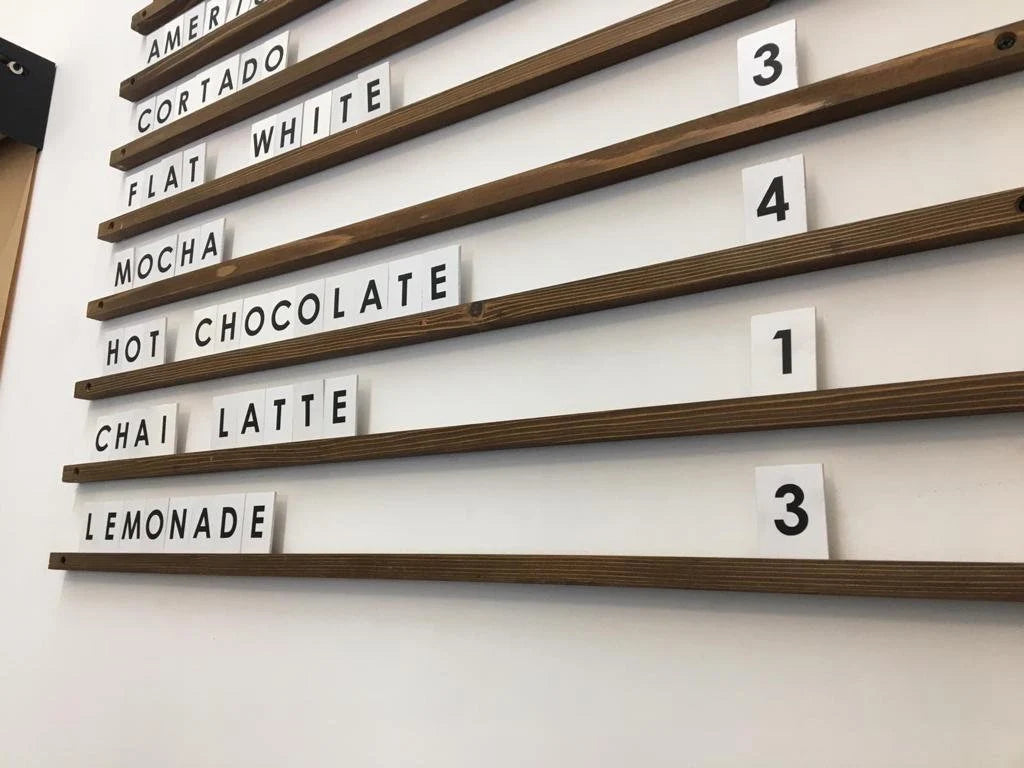 CORTADO
FLAT WHITE
MOCHA 3
HOT CHOCOLATE 4
CHAI LATTE 1
LEMONADE 3